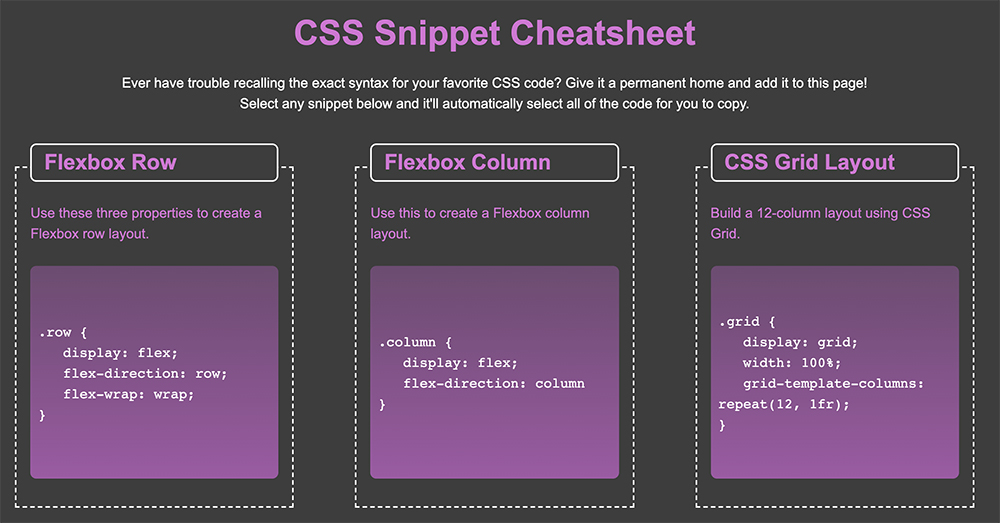 CSS Snippet Cheatsheet
Ever have trouble recalling the exact syntax for your favorite CSS code? Give it a permanent home and add it to this page!
Select any snippet below and it'll automatically select all of the code for you to copy.
Flexbox Row
Use these three properties to create a
Flexbox row layout.
.row {
display: flex;
flex-direction: row;
flex-wrap: wrap;
}
Flexbox Column
Use this to create a Flexbox column
layout.
.column {
display: flex;
flex-direction: column
}
CSS Grid Layout
Build a 12-column layout using CSS
Grid.
.grid {
display: grid;
width: 100%;
grid-template-columns:
repeat(12, 1fr);
}